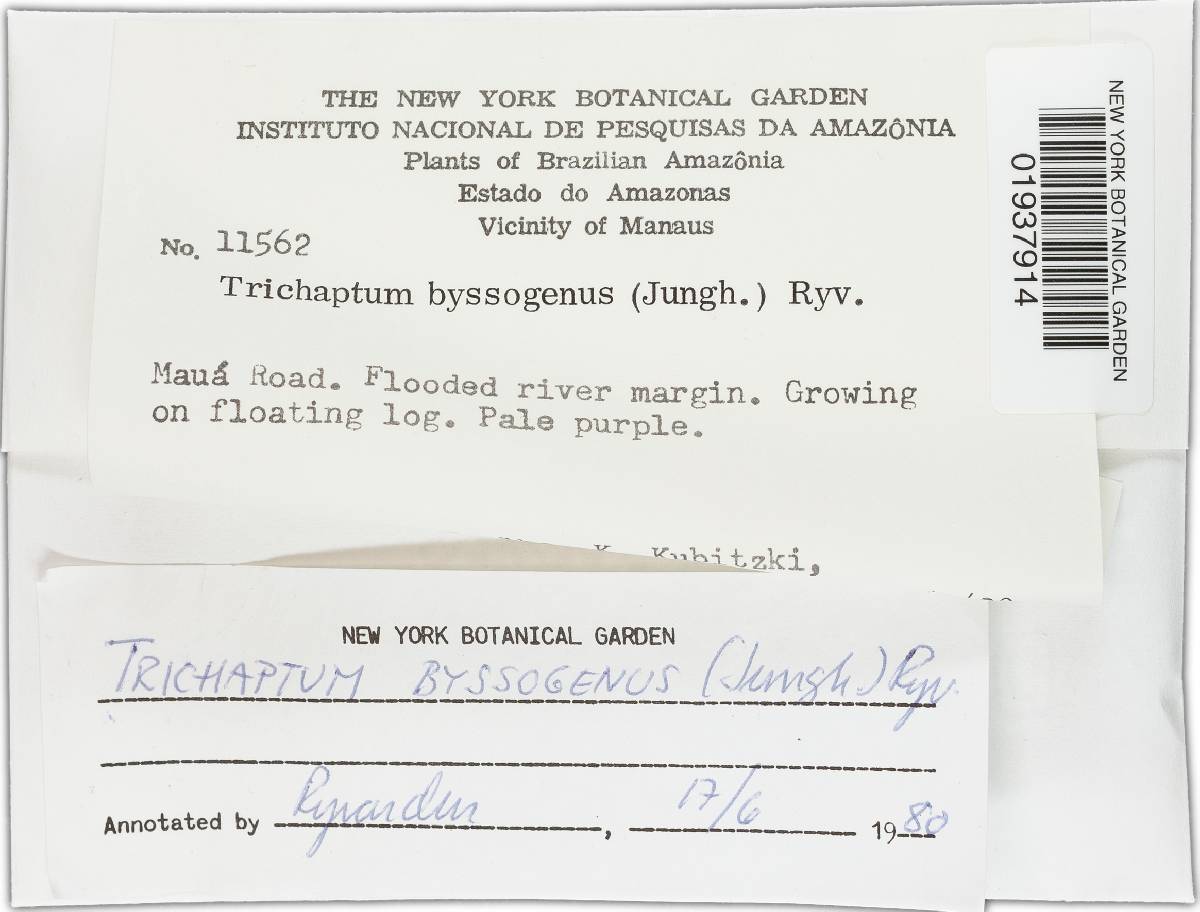 THE NEW YORK BOTANICAL GARDEN
INSTITUTO NACIONAL DE PESQUISAS DA AMAZÔNIA
Plants of Brazilian Amazônia
Estado do Amazonas
Vicinity of Manaus
No. 11562
Trichaptum byssogenus (Jungh.) Ryv.
Mauá Road. Flooded river margin. Growing
on floating log. Pale purple.
K. Kubitzki,
NEW YORK BOTANICAL GARDEN
01937914
NEW YORK BOTANICAL GARDEN
TRICHAPTUM BYSSOGENUS (Jungh.) Ryv.
Annotated by Ryvarden, 17/6 1980